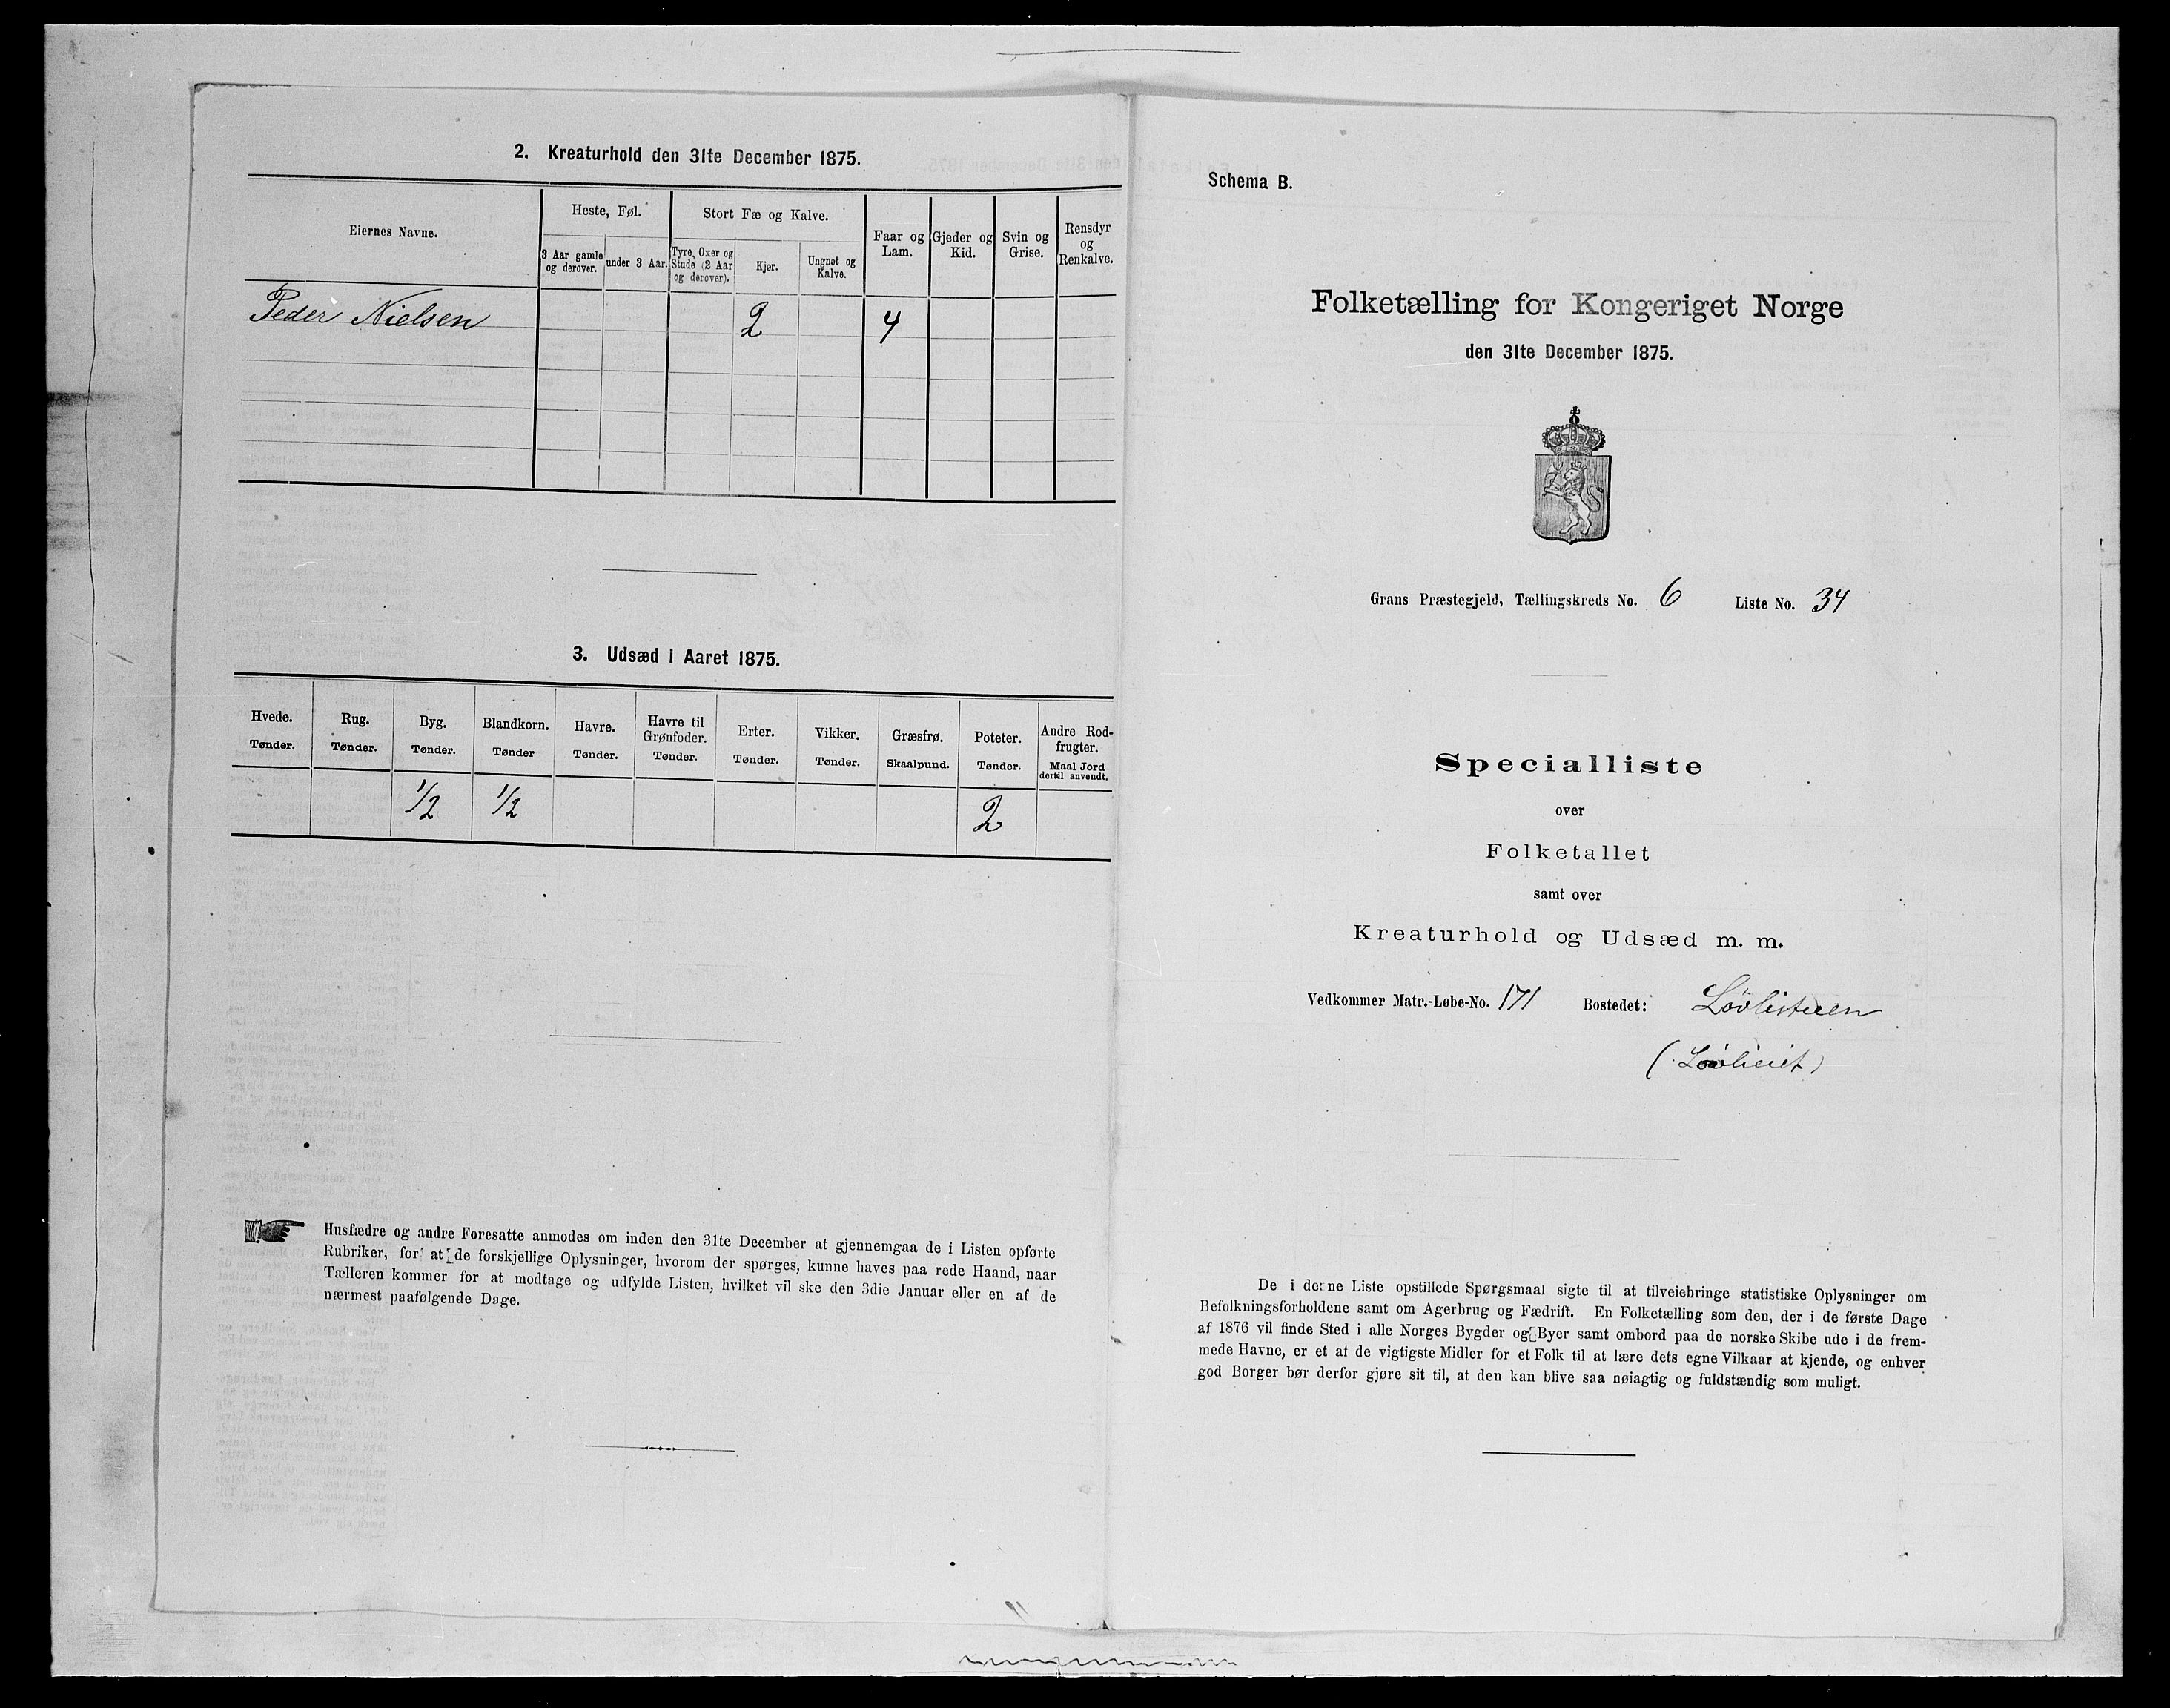 2. Kreaturhold den 31te December 1875.
Eiernes Navne.
Heste, Føl.
Stort Fæ og Kalve.
Faar og Lam.
Gjeder og Kid.
Svin og Grise.
Rensdyr og Renkalve.
3 Aar gamle og derover.
under 3 Aar.
Tyre, Oxer og Stude (2 Aar og derover).
Kjør.
Ungnøt og Kalve.
Peder Nielsen 2 4
3. Udsæd i Aaret 1875.
Hvede. Tønder.
Rug. Tønder.
Byg. Tønder.
Blandkorn. Tønder
Havre. Tønder.
Havre til Grønfoder. Tønder.
Erter. Tønder.
Vikker. Tønder.
Græsfrø. Skaalpund.
Poteter. Tønder.
Andre Rodfrugter. Maal Jord dertil anvendt.
1/2 1/2 2
Husfædre og andre Foresatte anmodes om inden den 31te December at gjennemgaa de i Listen opførte
Rubriker, for at de forskjellige Oplysninger, hvorom der spørges, kunne haves paa rede Haand, naar
Tælleren kommer for at modtage og udfylde Listen, hvilket vil ske den 3die Januar eller en af de
nærmest paafølgende Dage.
Schema B.
Folketælling for Kongeriget Norge
den 31te December 1875.
Grans Præstegjeld, Tællingskreds No. 6 Liste No. 34
Specialliste
over
Folketallet
samt over
Kreaturhold og Udsæd m. m.
Vedkommer Matr.-Løbe-No. 171 Bostedet: Lövlistuen
(Lövlieiet)
De i denne Liste opstillede Spørgsmaal sigte til at tilveiebringe statistiske Oplysninger om
Befolkningsforholdene samt om Agerbrug og Fædrift. En Folketælling som den, der i de første Dage
af 1876 vil finde Sted i alle Norges Bygder og Byer samt ombord paa de norske Skibe ude i de frem-
mede Havne, er et af de vigtigste Midler for et Folk til at lære dets egne Vilkaar at kjende, og enhver
god Borger bør derfor gjøre sit til, at den kan blive saa nøiagtig og fuldstændig som muligt.